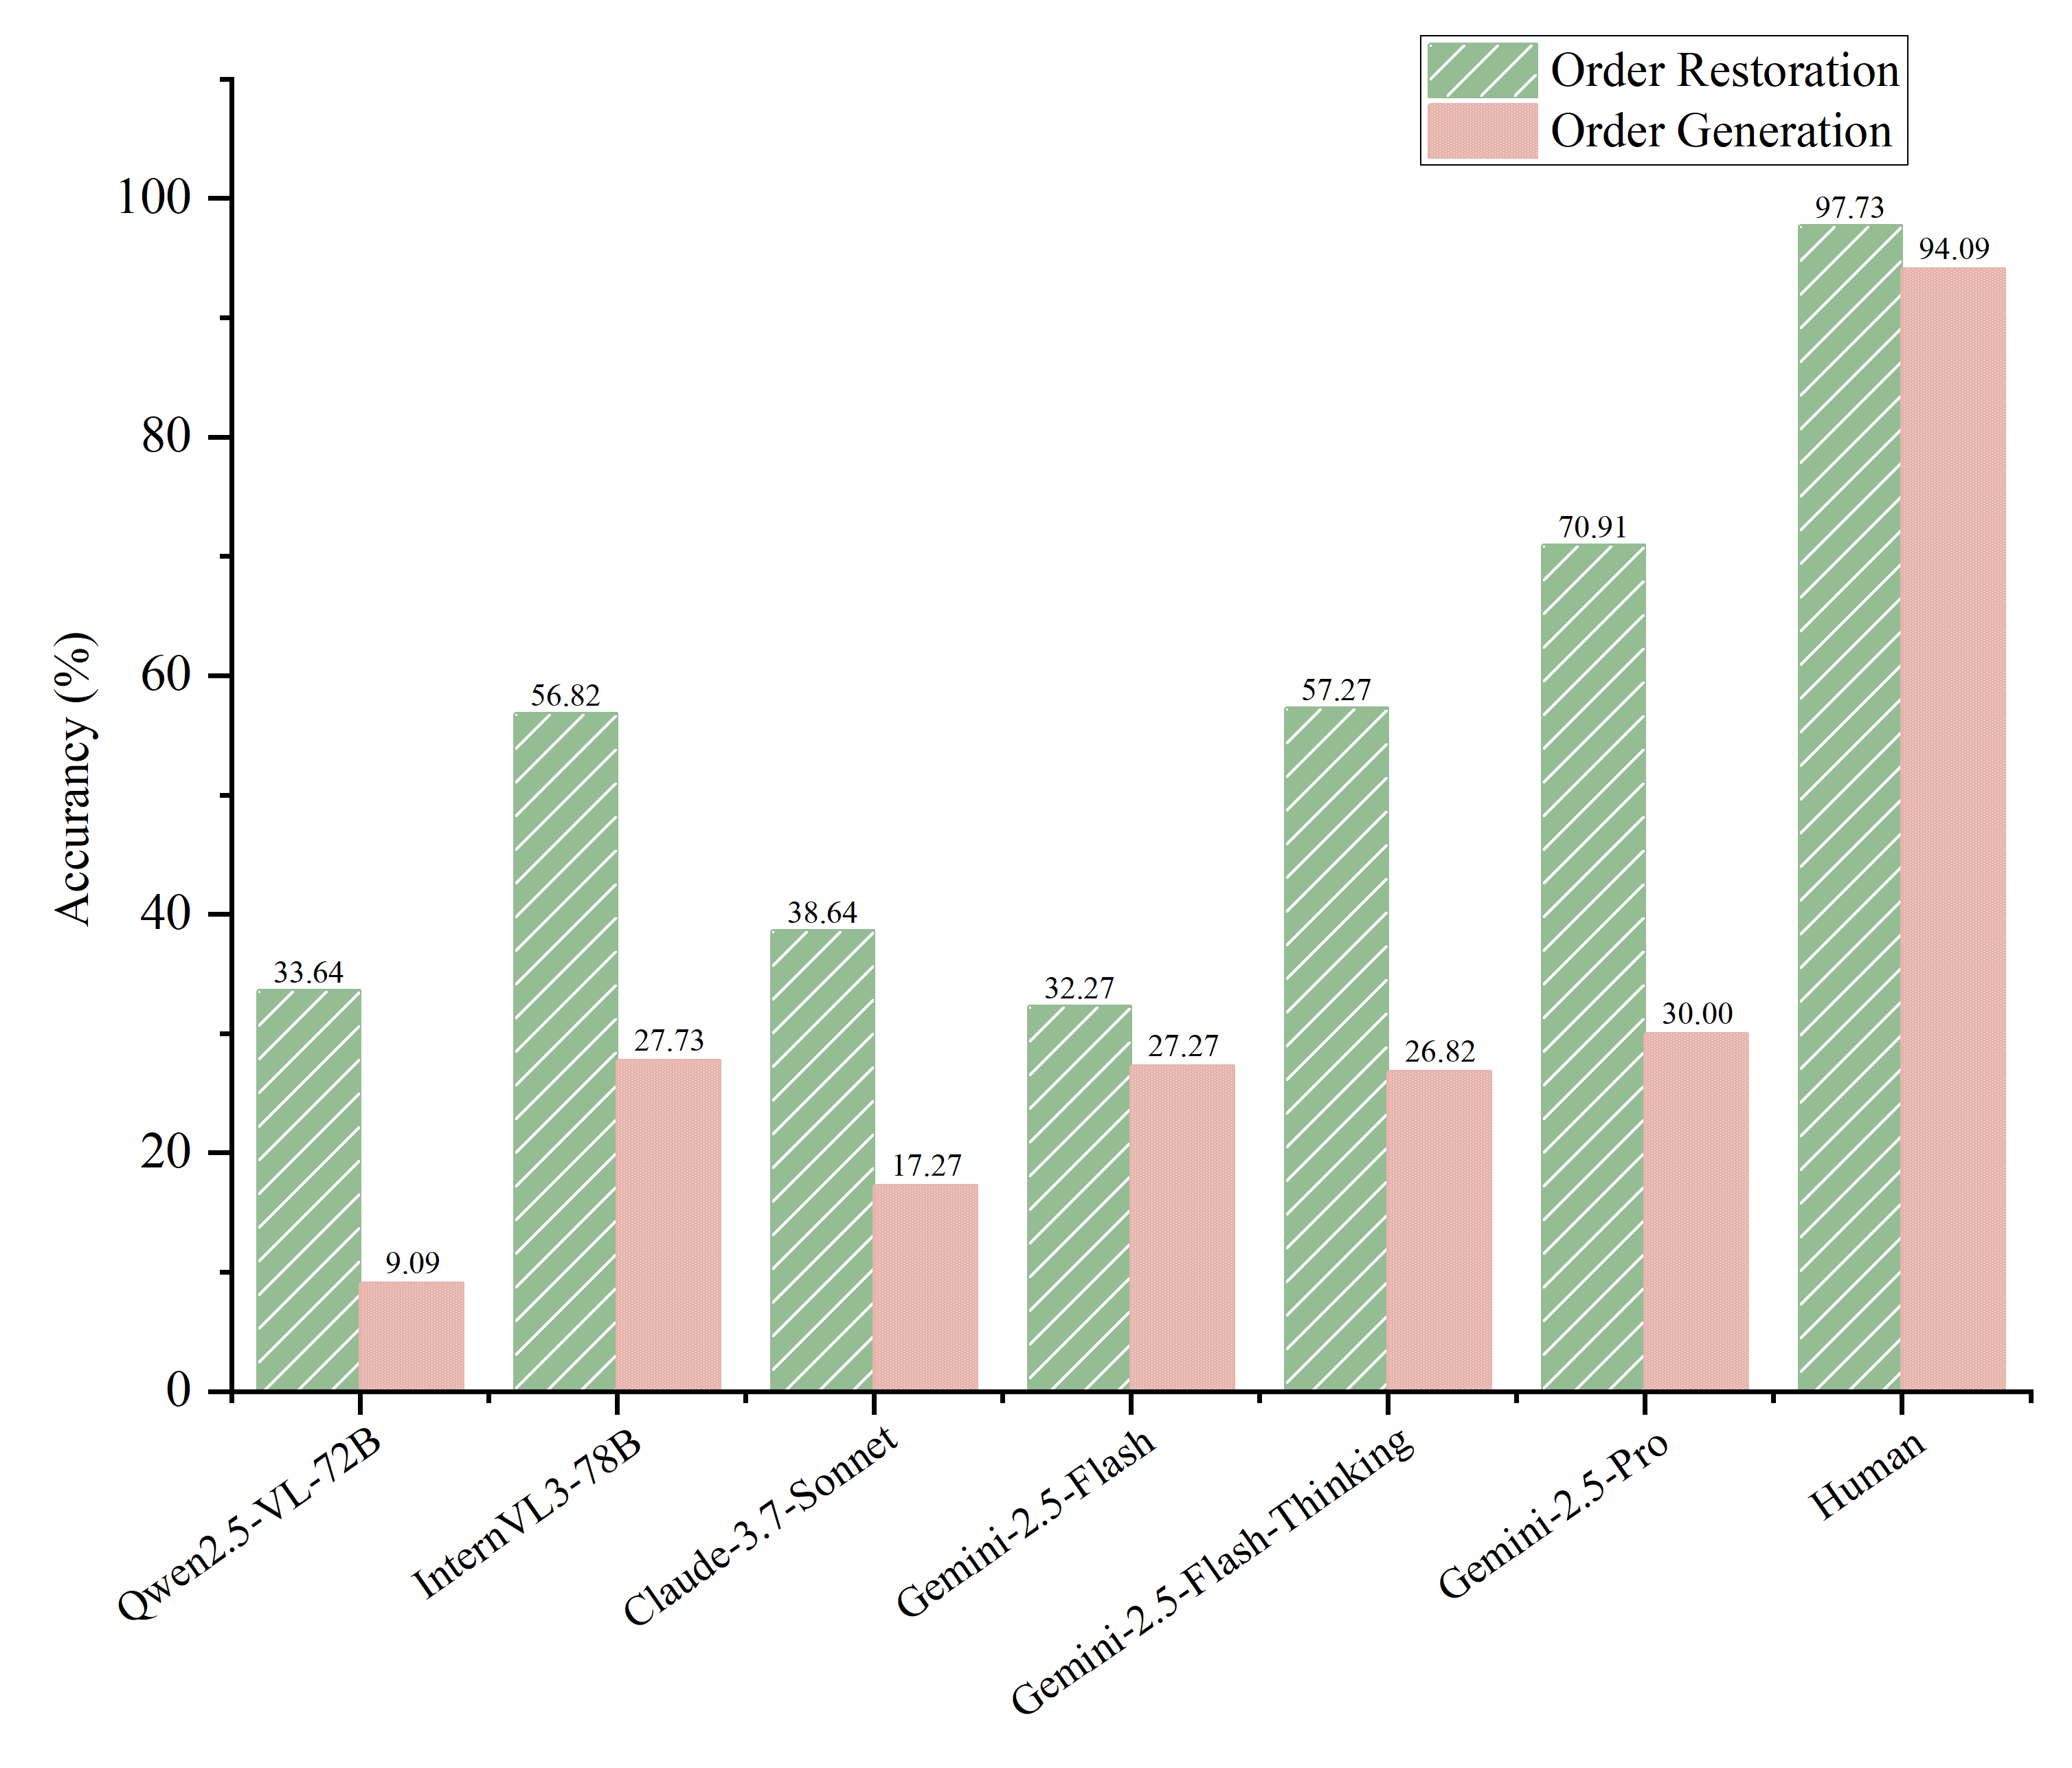 Order Restoration
Order Generation
Accurancy (%)
100
80
60
40
20
0
33.64
9.09
56.82
27.73
38.64
17.27
32.27
27.27
57.27
26.82
70.91
30.00
97.73
94.09
Qwen2.5-VL-72B
InternVL3-78B
Claude-3.7-Sonnet
Gemini-2.5-Flash
Gemini-2.5-Flash-Thinking
Gemini-2.5-Pro
Human